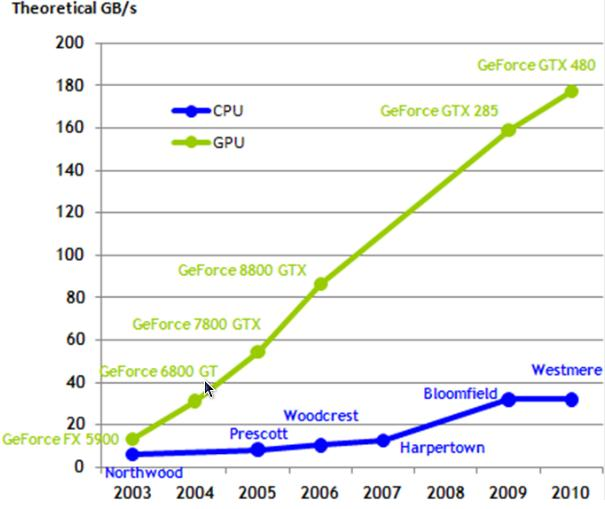 Theoretical GB/s
200
GeForce GTX 480
180
CPU
GeForce GTX 285
160
GPU
140
120
100
GeForce 8800 GTX
80
GeForce 7800 GTX
60
GeForce 6800 GT
Westmere
40
Bloomfield
Woodcrest
20
Prescott
GeForce FX 5900
Harpertown
0
Northwood
2003 2004 2005 2006 2007 2008 2009 2010